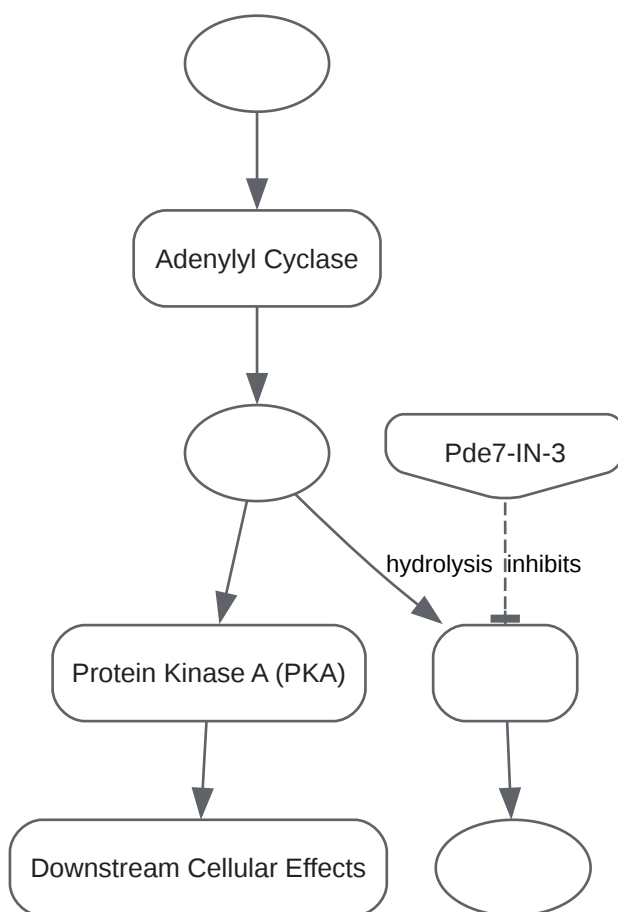 Adenylyl Cyclase
Pde7-IN-3
hydrolysis
inhibits
Protein Kinase A (PKA)
Downstream Cellular Effects